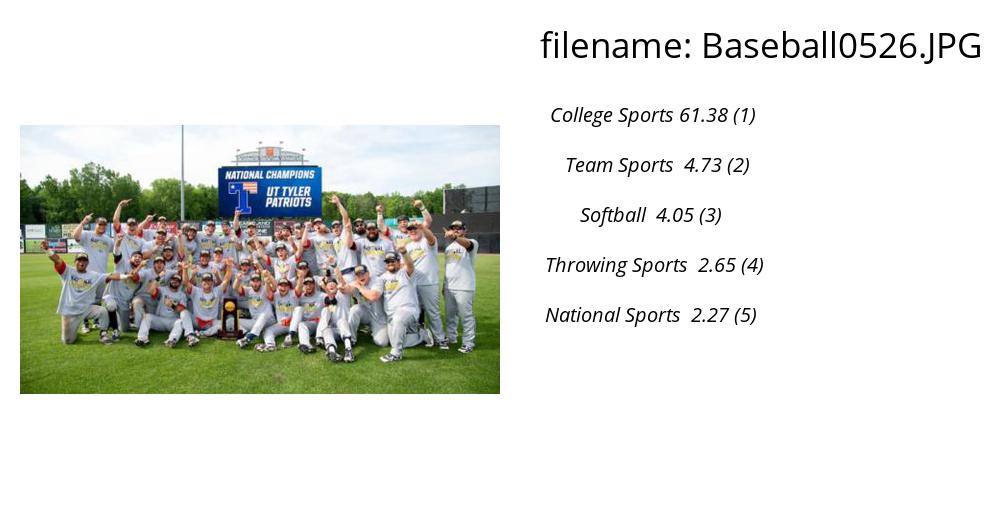 filename: Baseball0526.JPG
College Sports 61.38 (1)
Team Sports 4.73 (2)
Softball 4.05 (3)
Throwing Sports 2.65 (4)
National Sports 2.27 (5)
NATIONAL CHAMPIONS
T
UT TYLER
PATRIOTS